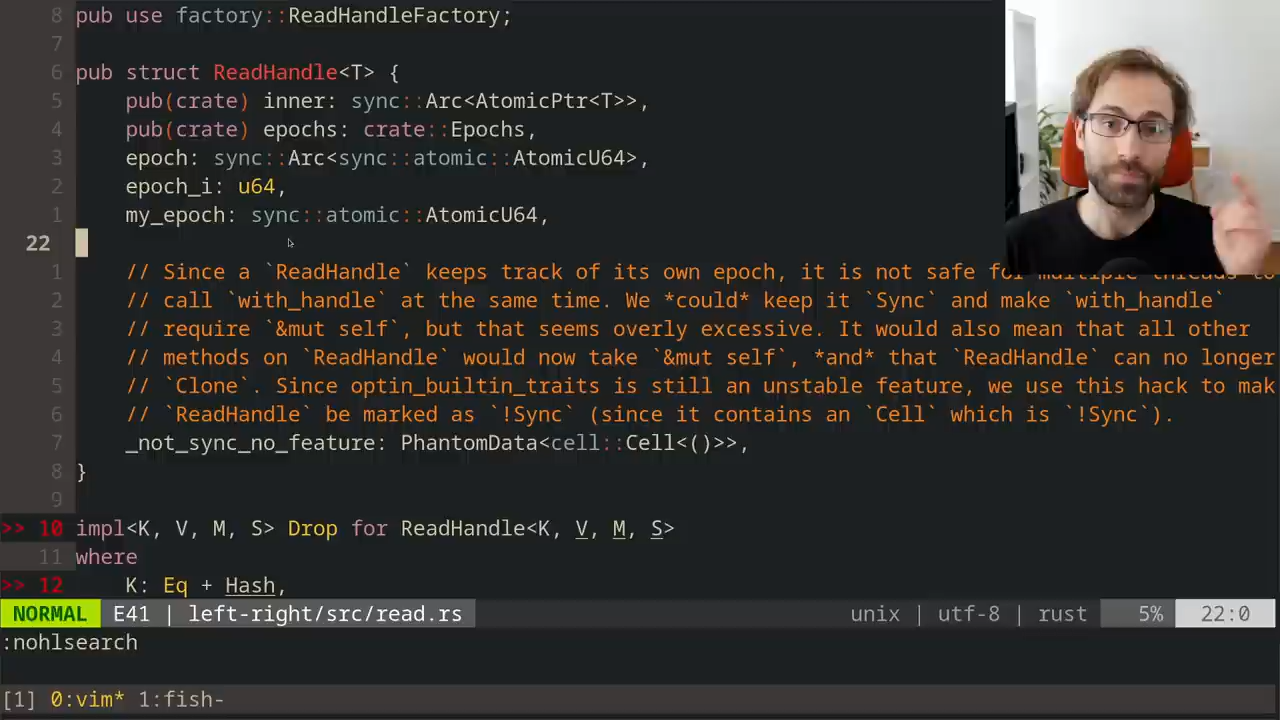 8 pub use factory::ReadHandleFactory;
7
6 pub struct ReadHandle<T> {
5     pub(crate) inner: sync::Arc<AtomicPtr<T>>,
4     pub(crate) epochs: crate::Epochs,
3     epoch: sync::Arc<sync::atomic::AtomicU64>,
2     epoch_i: u64,
1     my_epoch: sync::atomic::AtomicU64,
22
1     // Since a `ReadHandle` keeps track of its own epoch, it is not safe for multiple threads to
2     // call `with_handle` at the same time. We *could* keep it `Sync` and make `with_handle`
3     // require `&mut self`, but that seems overly excessive. It would also mean that all other
4     // methods on `ReadHandle` would now take `&mut self`, *and* that `ReadHandle` can no longer
5     // `Clone`. Since optin_builtin_traits is still an unstable feature, we use this hack to mak
6     // `ReadHandle` be marked as `!Sync` (since it contains an `Cell` which is `!Sync`).
7     _not_sync_no_feature: PhantomData<cell::Cell<()>>,
8 }
9
>> 10 impl<K, V, M, S> Drop for ReadHandle<K, V, M, S>
11 where
>> 12     K: Eq + Hash,
NORMAL E41 | left-right/src/read.rs unix | utf-8 | rust 5% 22:0
:nohlsearch
[1] 0:vim* 1:fish-